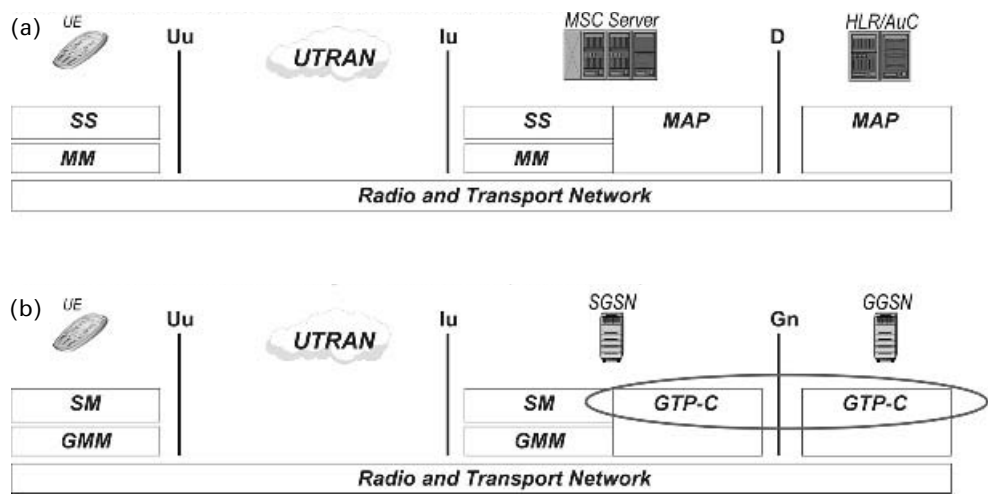 (a) UE Uu UTRAN Iu MSC Server D HLR/AuC
SS SS MAP MAP
MM MM
Radio and Transport Network
(b) UE Uu UTRAN Iu SGSN Gn GGSN
SM SM GTP-C GTP-C
GMM GMM
Radio and Transport Network